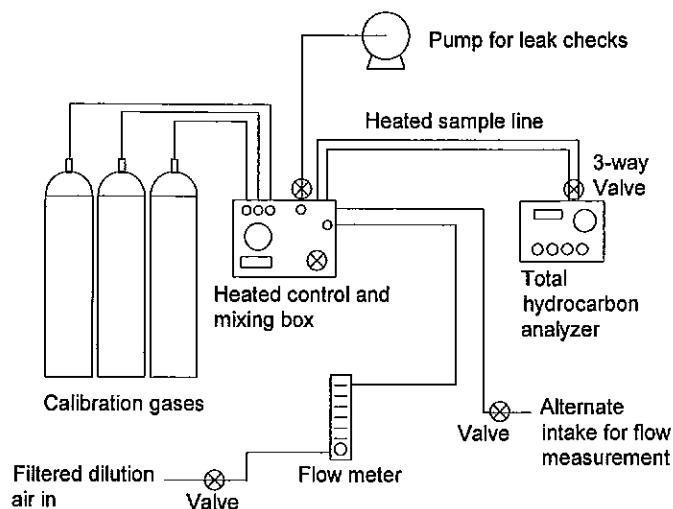 Pump for leak checks
Heated sample line
3-way
Valve
Heated control and
mixing box
Total
hydrocarbon
analyzer
Calibration gases
Alternate
intake for flow
measurement
Valve
Flow meter
Filtered dilution
air in
Valve